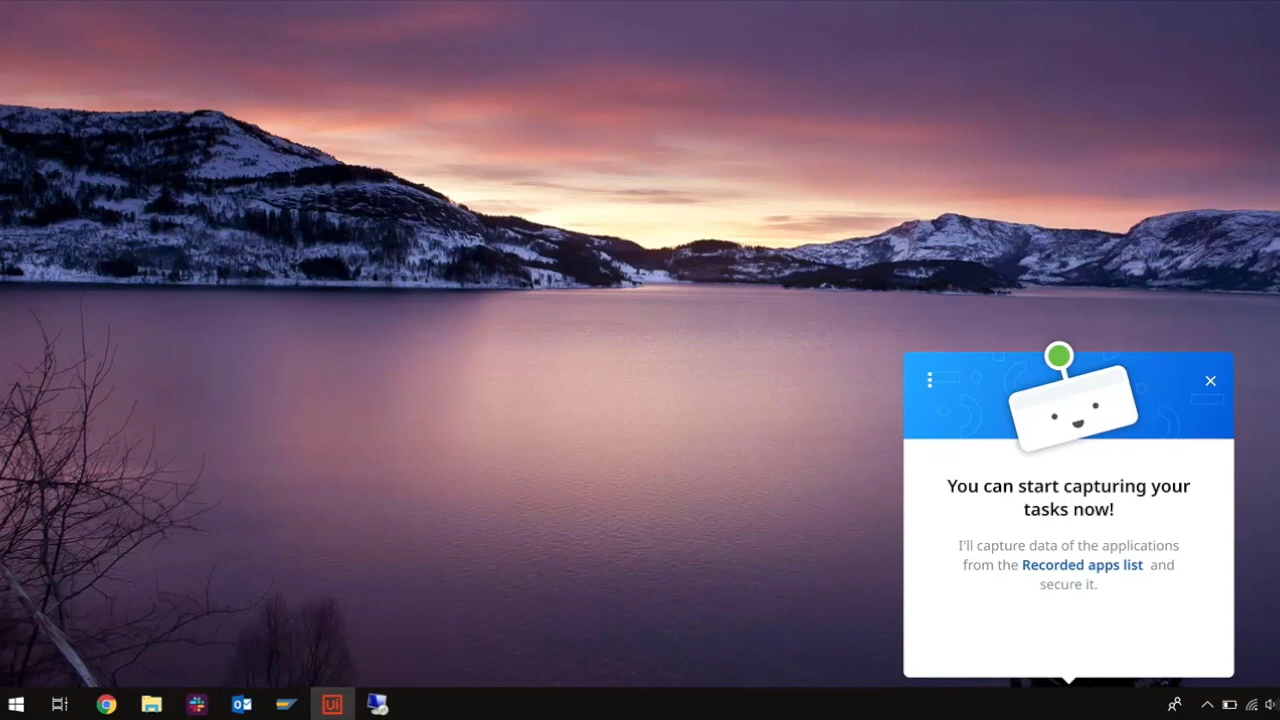 You can start capturing your
tasks now!
I'll capture data of the applications
from the Recorded apps list and
secure it.
Ui